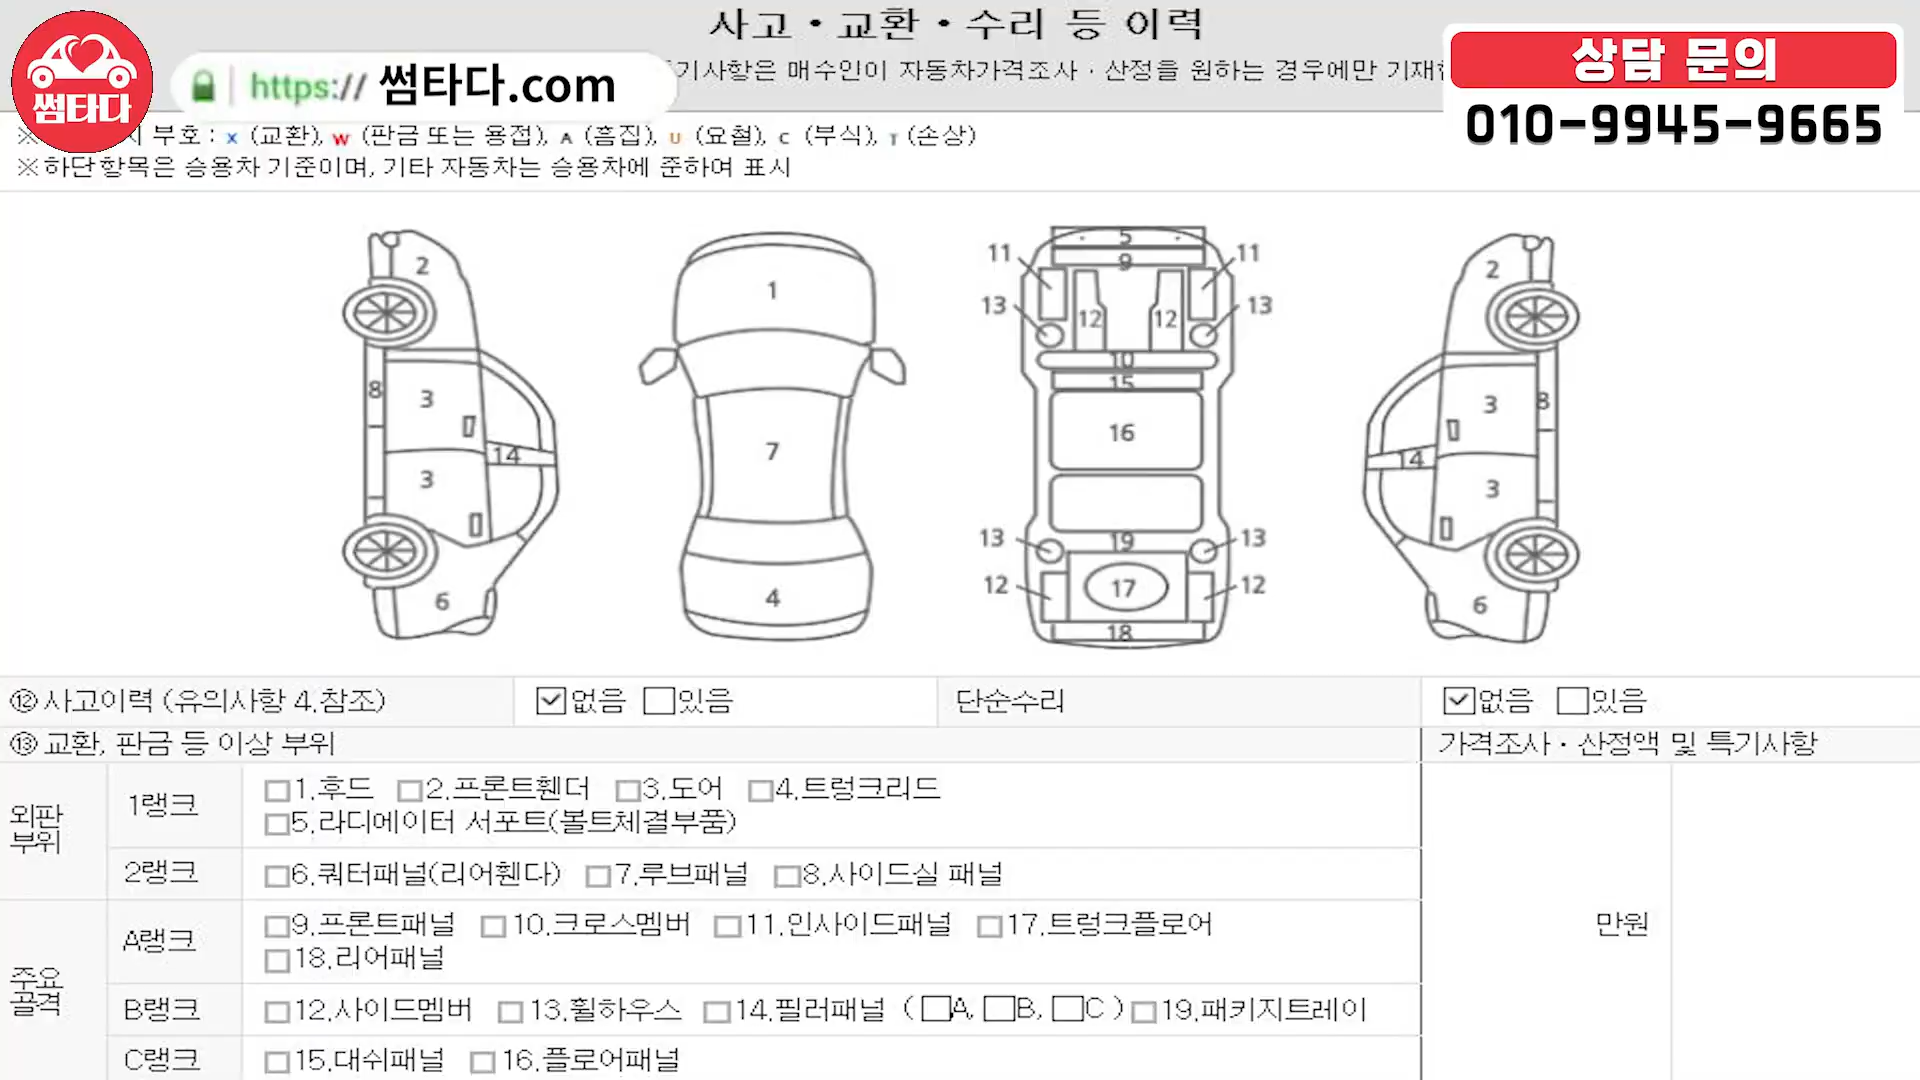 사고 • 교환 • 수리 등 이력
썸타다
https:// 썸타다.com
기사항은 매수인이 자동차가격조사 · 산정을 원하는 경우에만 기재
상담 문의
010-9945-9665
※ 부호 : X (교환), W (판금 또는 용접), A (흠집), U (요철), C (부식), T (손상)
※ 하단항목은 승용차 기준이며, 기타 자동차는 승용차에 준하여 표시
2 8 3 3 14 6
1 7 4
5 9 11 11 13 13 12 12 10 15 16 19 13 13 12 12 17 18
2 8 3 3 14 6
⑫ 사고이력 (유의사항 4.참조) 없음 있음 단순수리 없음 있음
⑬ 교환, 판금 등 이상 부위 가격조사 · 산정액 및 특기사항
외판 부위
1랭크 1.후드 2.프론트휀더 3.도어 4.트렁크리드
5.라디에이터 서포트(볼트체결부품)
2랭크 6.쿼터패널(리어휀다) 7.루브패널 8.사이드실 패널
주요 골격
A랭크 9.프론트패널 10.크로스멤버 11.인사이드패널 17.트렁크플로어
18.리어패널
만원
B랭크 12.사이드멤버 13.휠하우스 14.필러패널 ( A, B, C ) 19.패키지트레이
C랭크 15.대쉬패널 16.플로어패널